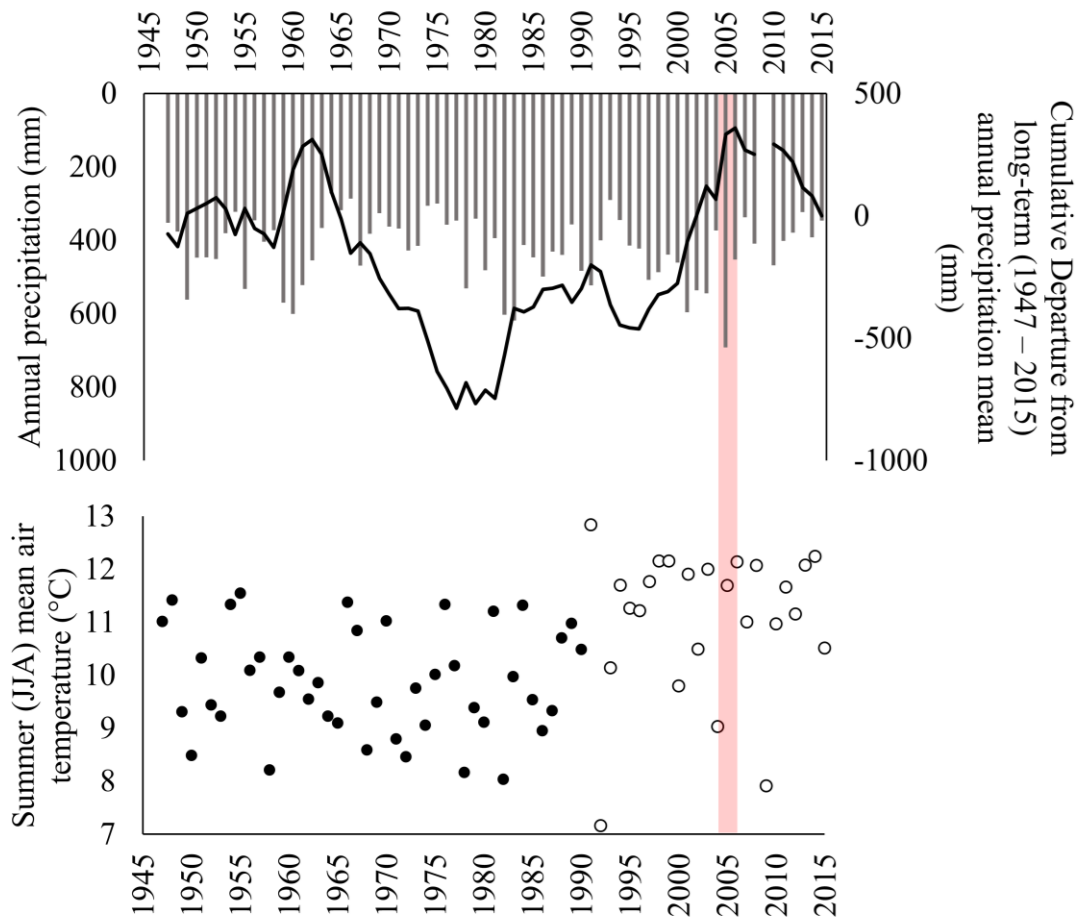 1945 1950 1955 1960 1965 1970 1975 1980 1985 1990 1995 2000 2005 2010 2015
0
200
400
600
800
1000
Annual precipitation (mm)
500
0
-500
-1000
Cumulative Departure from
long-term (1947 – 2015)
annual precipitation mean
(mm)
13
12
11
10
9
8
7
Summer (JJA) mean air
temperature (°C)
1945 1950 1955 1960 1965 1970 1975 1980 1985 1990 1995 2000 2005 2010 2015